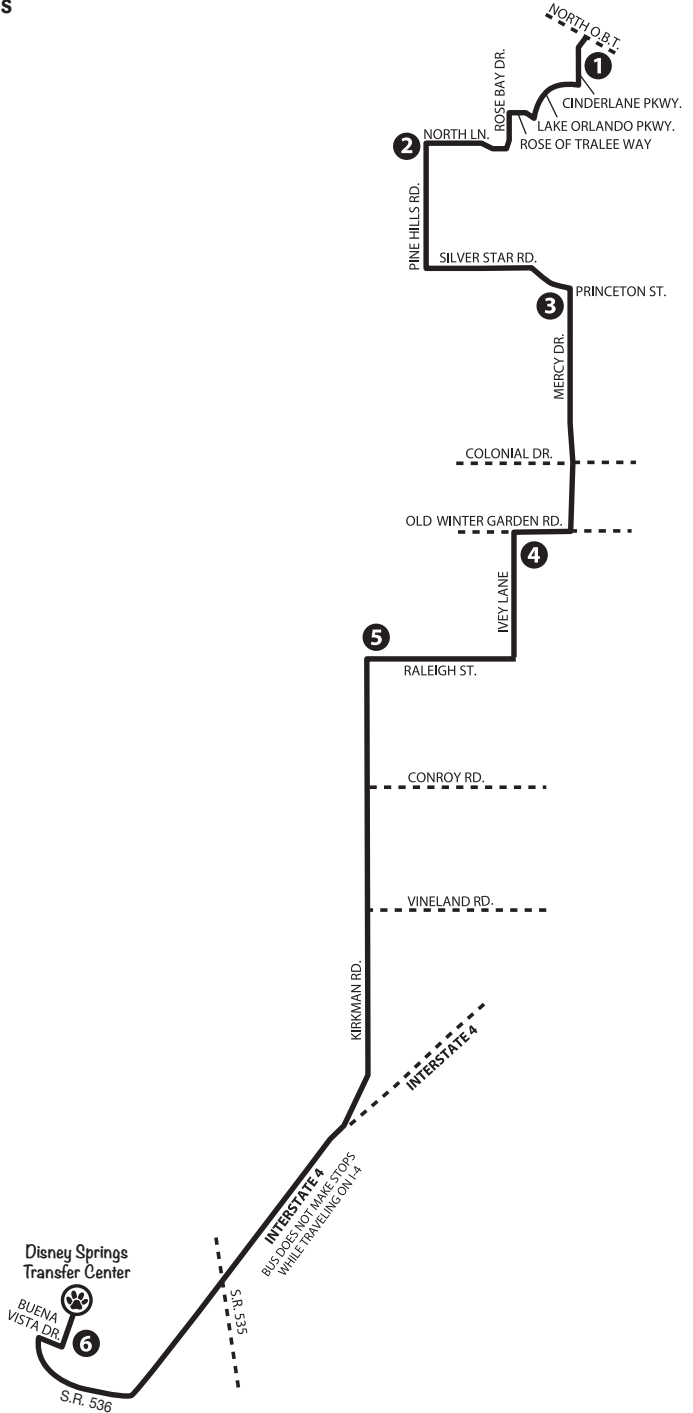 S
NORTH O.B.T.
1
CINDERLANE PKWY.
ROSE BAY DR.
LAKE ORLANDO PKWY.
NORTH LN.
ROSE OF TRALEE WAY
2
PINE HILLS RD.
SILVER STAR RD.
PRINCETON ST.
3
MERCY DR.
COLONIAL DR.
OLD WINTER GARDEN RD.
4
IVEY LANE
5
RALEIGH ST.
CONROY RD.
VINELAND RD.
KIRKMAN RD.
INTERSTATE 4
INTERSTATE 4
BUS DOES NOT MAKE STOPS
WHILE TRAVELING ON I-4
Disney Springs
Transfer Center
S.R. 535
BUENA
VISTA DR.
6
S.R. 536